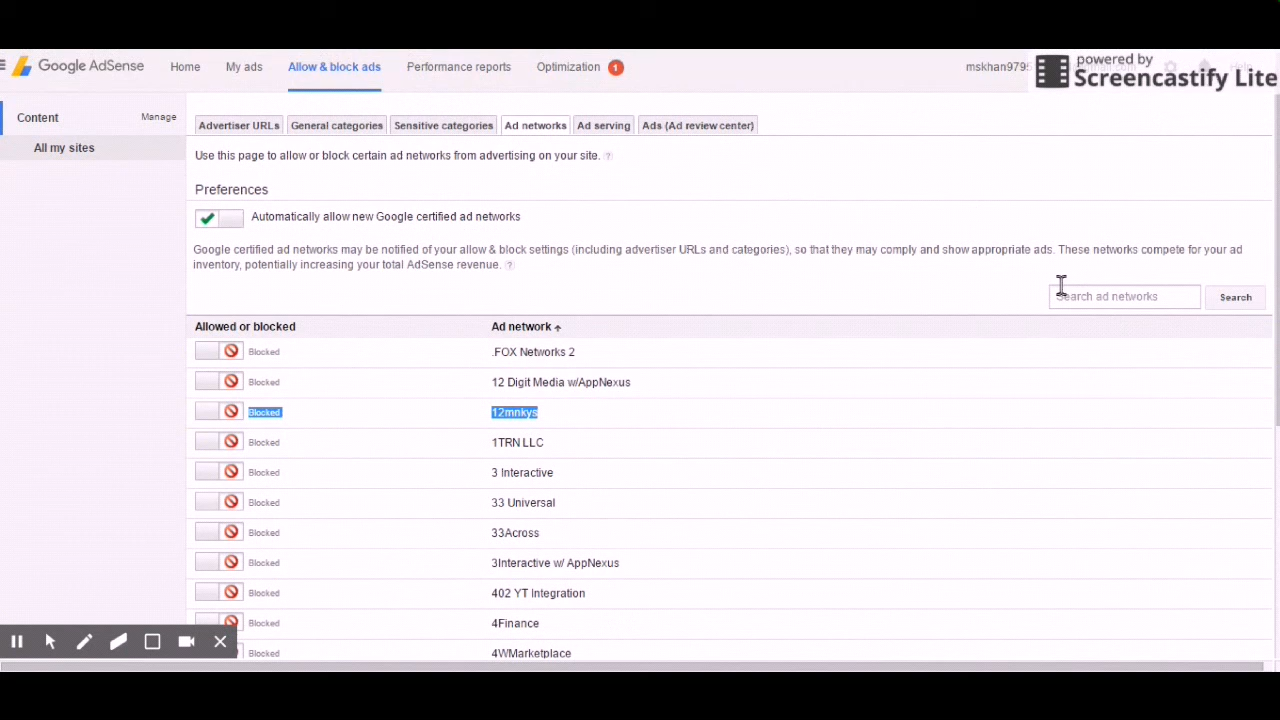 Google AdSense
Home
My ads
Allow & block ads
Performance reports
Optimization
1
mskhan979
powered by
Screencastify Lite
Content
Manage
All my sites
Advertiser URLs
General categories
Sensitive categories
Ad networks
Ad serving
Ads (Ad review center)
Use this page to allow or block certain ad networks from advertising on your site. ?
Preferences
Automatically allow new Google certified ad networks
Google certified ad networks may be notified of your allow & block settings (including advertiser URLs and categories), so that they may comply and show appropriate ads. These networks compete for your ad
inventory, potentially increasing your total AdSense revenue. ?
Search ad networks
Search
Allowed or blocked
Ad network
Blocked
.FOX Networks 2
Blocked
12 Digit Media w/AppNexus
Blocked
12mnkys
Blocked
1TRN LLC
Blocked
3 Interactive
Blocked
33 Universal
Blocked
33Across
Blocked
3Interactive w/ AppNexus
Blocked
402 YT Integration
Blocked
4Finance
Blocked
4WMarketplace